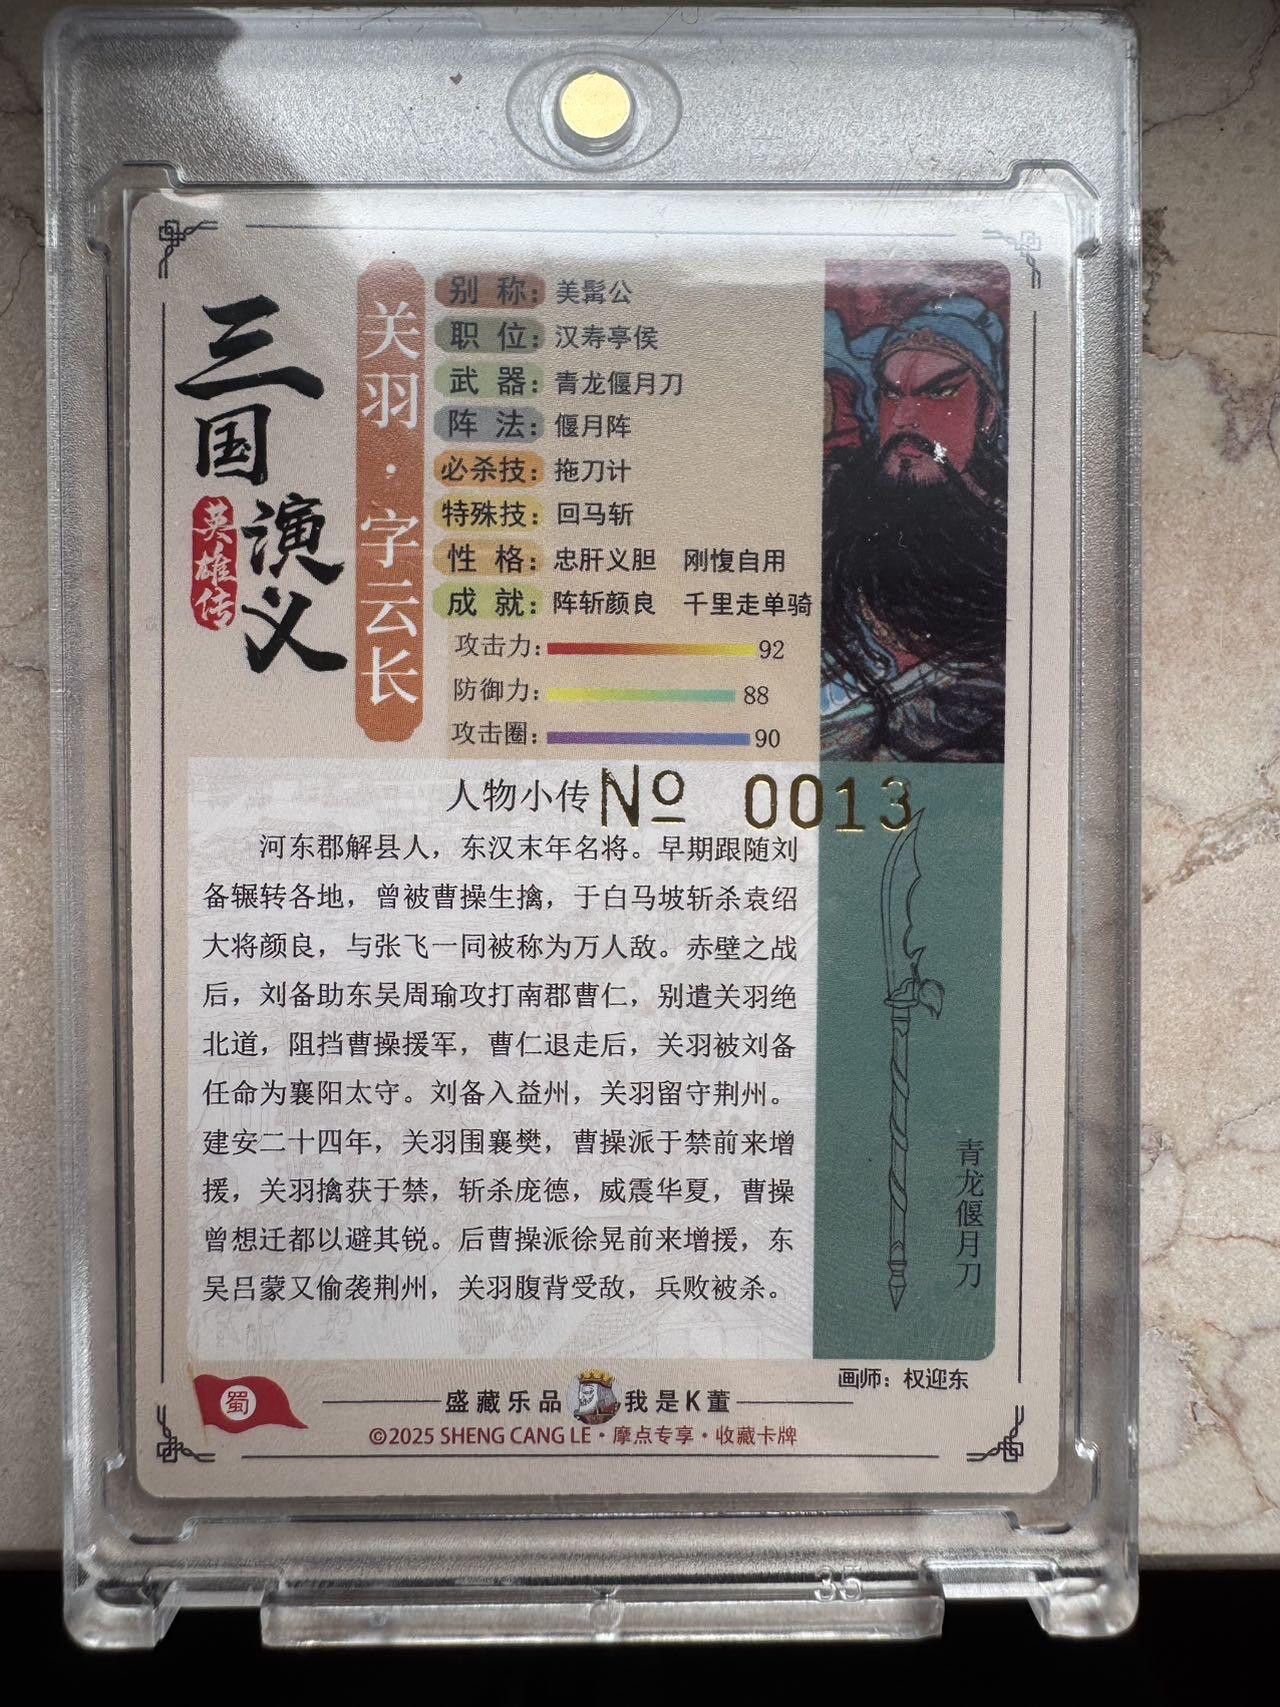 三国演义
英雄传
关羽·字云长
别称：美髯公
职位：汉寿亭侯
武器：青龙偃月刀
阵法：偃月阵
必杀技：拖刀计
特殊技：回马斩
性格：忠肝义胆 刚愎自用
成就：阵斩颜良 千里走单骑
攻击力：92
防御力：88
攻击圈：90
人物小传
Nº 0013
河东郡解县人，东汉末年名将。早期跟随刘
备辗转各地，曾被曹操生擒，于白马坡斩杀袁绍
大将颜良，与张飞一同被称为万人敌。赤壁之战
后，刘备助东吴周瑜攻打南郡曹仁，别遣关羽绝
北道，阻挡曹操援军，曹仁退走后，关羽被刘备
任命为襄阳太守。刘备入益州，关羽留守荆州。
建安二十四年，关羽围襄樊，曹操派于禁前来增
援，关羽擒获于禁，斩杀庞德，威震华夏，曹操
曾想迁都以避其锐。后曹操派徐晃前来增援，东
吴吕蒙又偷袭荆州，关羽腹背受敌，兵败被杀。
青龙偃月刀
画师：权迎东
蜀
盛藏乐品 我是K董
©2025 SHENG CANG LE·摩点专享·收藏卡牌
35